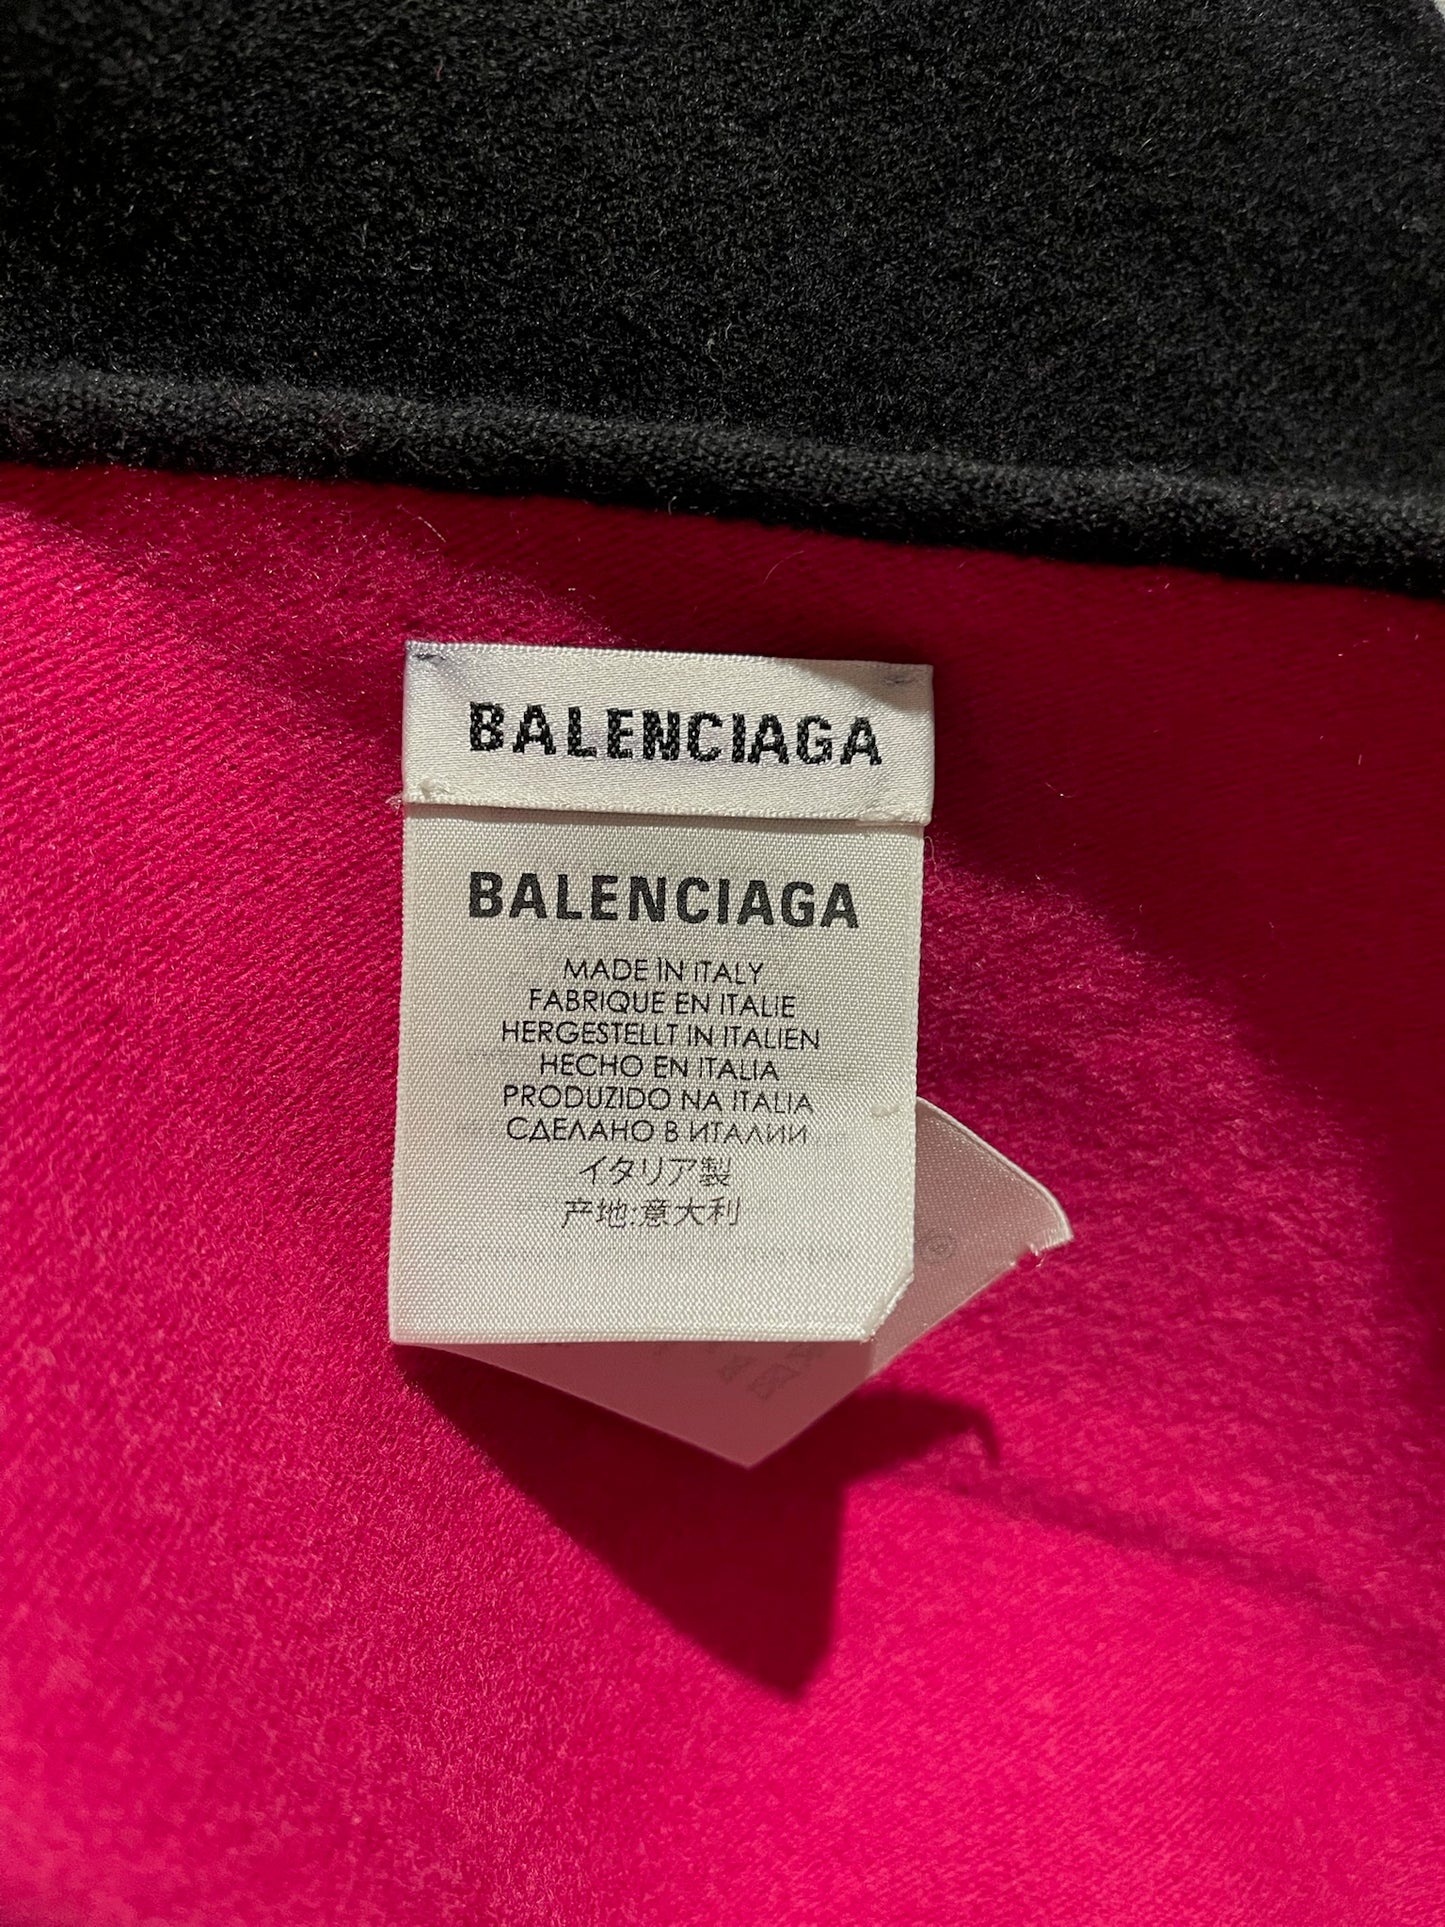 BALENCIAGA
BALENCIAGA
MADE IN ITALY
FABRIQUE EN ITALIE
HERGESTELLT IN ITALIEN
HECHO EN ITALIA
PRODUZIDO NA ITALIA
СДЕЛАНО В ИТАЛИИ
イタリア製
产地:意大利
®